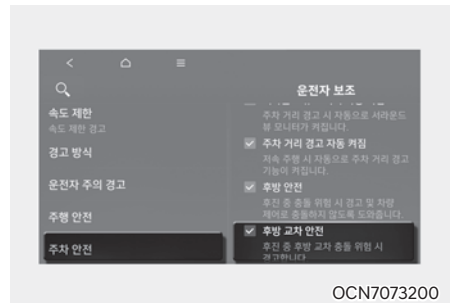 운전자 보조
속도 제한
속도 제한 경고
경고 방식
운전자 주의 경고
주행 안전
주차 안전
주차 거리 경고 시 자동으로 서라운드
뷰 모니터가 켜집니다.
주차 거리 경고 자동 켜짐
저속 주행 시 자동으로 주차 거리 경고
기능이 켜집니다.
후방 안전
후진 중 충돌 위험 시 경고 및 차량
제어로 충돌하지 않도록 도와줍니다.
후방 교차 안전
후진 중 후방 교차 충돌 위험 시
경고합니다
OCN7073200